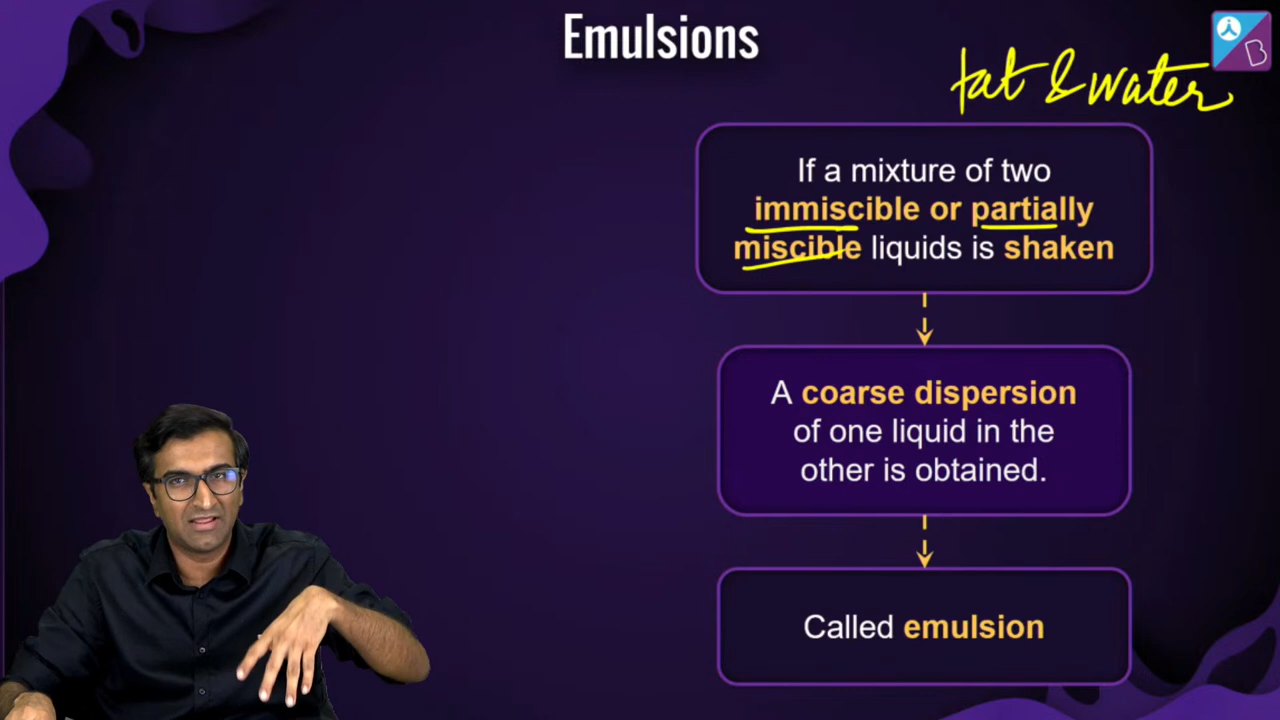 Emulsions
fat & water
B
If a mixture of two
immiscible or partially
miscible liquids is shaken
A coarse dispersion
of one liquid in the
other is obtained.
Called emulsion